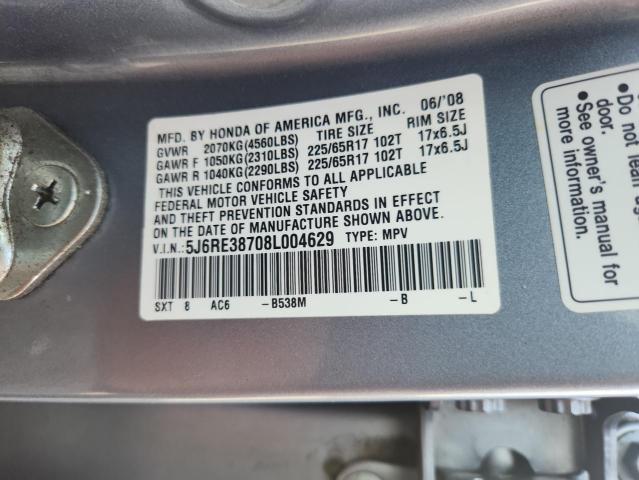 MFD. BY HONDA OF AMERICA MFG., INC. 06/'08
GVWR 2070KG(4560LBS) TIRE SIZE RIM SIZE
GAWR F 1050KG(2310LBS) 225/65R17 102T 17x6.5J
GAWR R 1040KG(2290LBS) 225/65R17 102T 17x6.5J
THIS VEHICLE CONFORMS TO ALL APPLICABLE
FEDERAL MOTOR VEHICLE SAFETY
AND THEFT PREVENTION STANDARDS IN EFFECT
ON THE DATE OF MANUFACTURE SHOWN ABOVE.
V.I.N.: 5J6RE38708L004629 TYPE: MPV
SXT 8 AC6 -B538M -B -L
• Do not lean
door.
• See owner's
manual for
more
information.